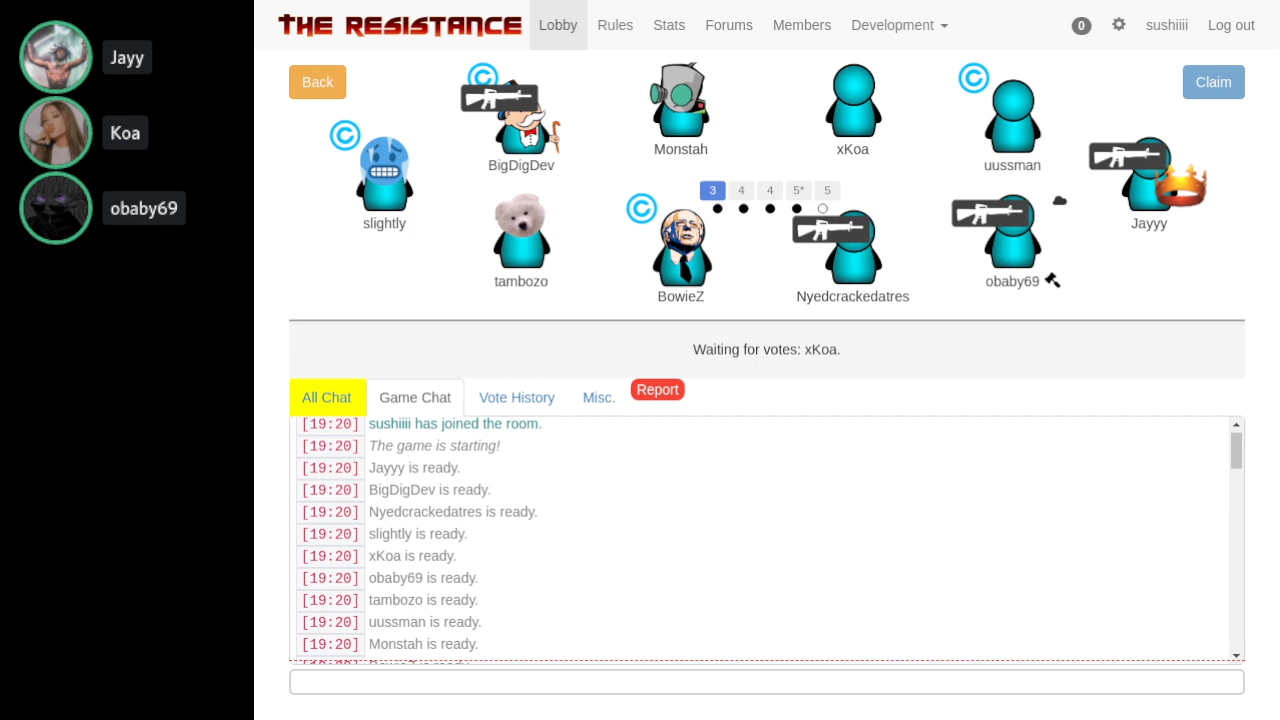 Jayy
Koa
obaby69
THE RESISTANCE Lobby Rules Stats Forums Members Development 0 sushiiii Log out
Back
Claim
BigDigDev
Monstah
xKoa
uussman
slightly
Jayyy
3 4 4 5* 5
tambozo
BowieZ
Nyedcrackedatres
obaby69
Waiting for votes: xKoa.
All Chat Game Chat Vote History Misc. Report
[19:20] sushiiii has joined the room.
[19:20] The game is starting!
[19:20] Jayyy is ready.
[19:20] BigDigDev is ready.
[19:20] Nyedcrackedatres is ready.
[19:20] slightly is ready.
[19:20] xKoa is ready.
[19:20] obaby69 is ready.
[19:20] tambozo is ready.
[19:20] uussman is ready.
[19:20] Monstah is ready.
[19:20] BowieZ is ready.